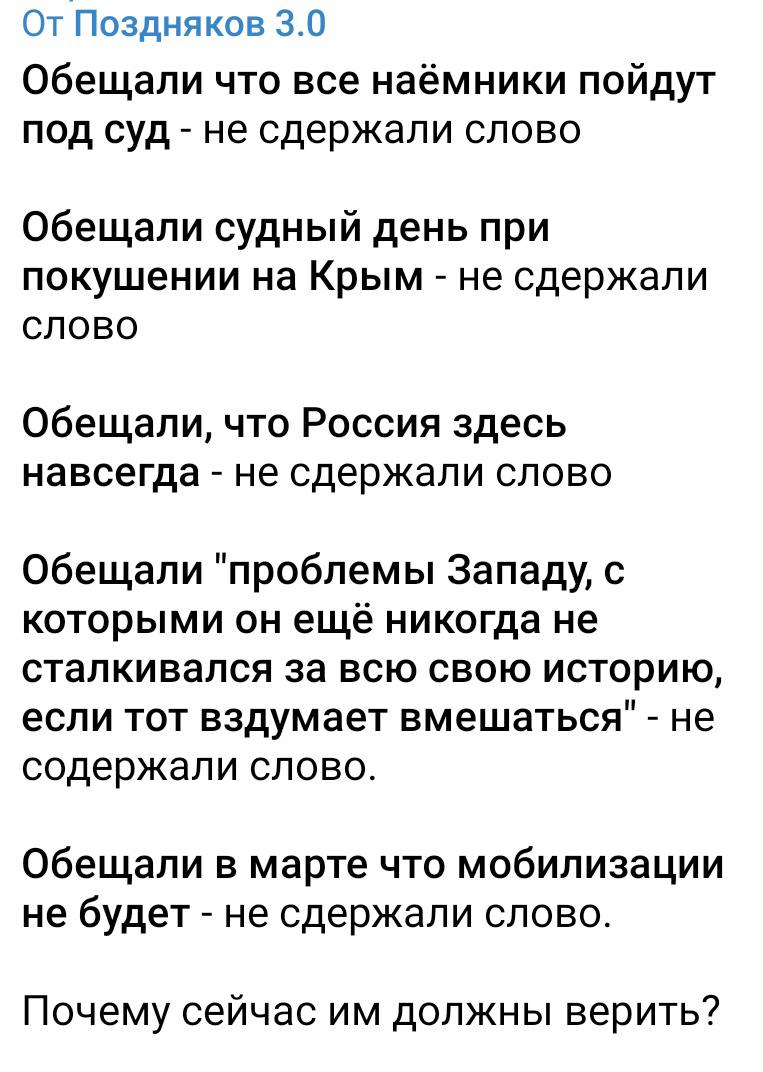 От Поздняков 3.0
Обещали что все наёмники пойдут
под суд - не сдержали слово
Обещали судный день при
покушении на Крым - не сдержали
слово
Обещали, что Россия здесь
навсегда - не сдержали слово
Обещали "проблемы Западу, с
которыми он ещё никогда не
сталкивался за всю свою историю,
если тот вздумает вмешаться" - не
содержали слово.
Обещали в марте что мобилизации
не будет - не сдержали слово.
Почему сейчас им должны верить?